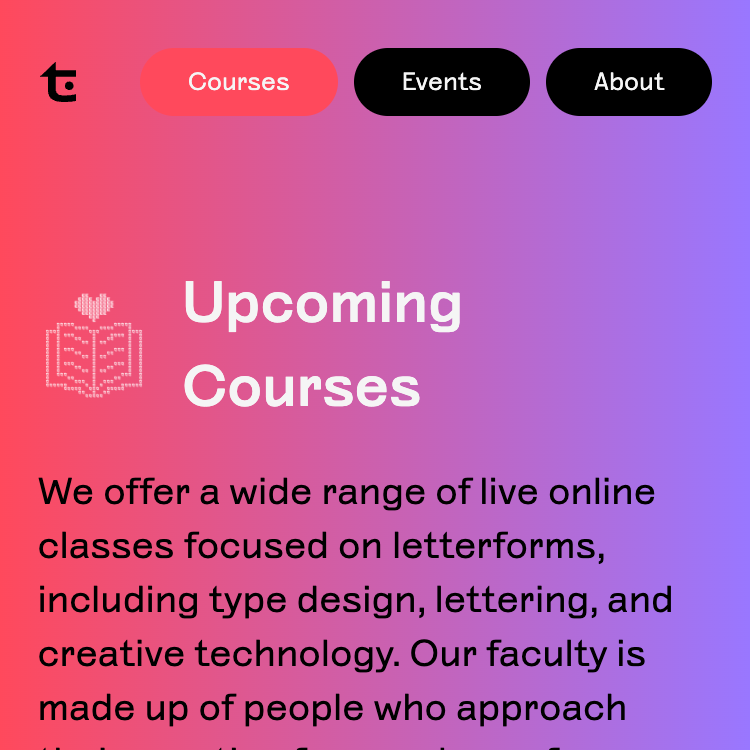 Courses
Events
About
Upcoming
Courses
We offer a wide range of live online
classes focused on letterforms,
including type design, lettering, and
creative technology. Our faculty is
made up of people who approach